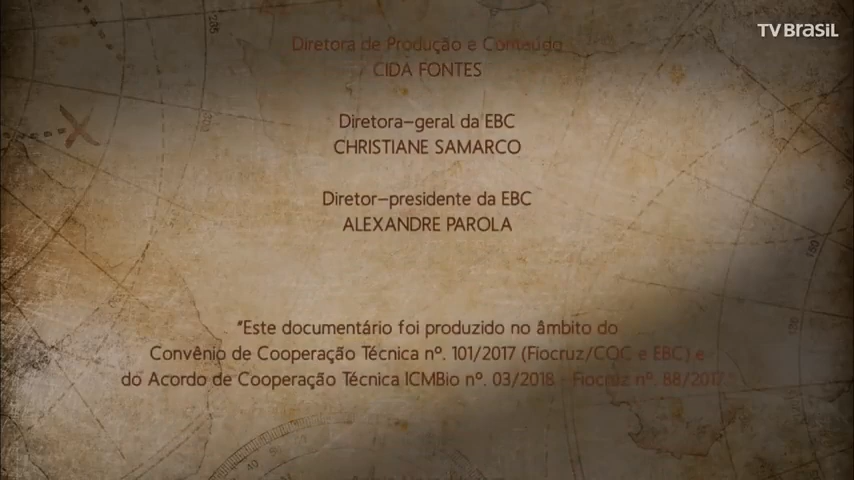 TV BRASIL
Diretora de Produção e Conteúdo
CIDA FONTES
Diretora-geral da EBC
CHRISTIANE SAMARCO
Diretor-presidente da EBC
ALEXANDRE PAROLA
"Este documentário foi produzido no âmbito do
Convênio de Cooperação Técnica nº. 101/2017 (Fiocruz/COC e EBC) e
do Acordo de Cooperação Técnica ICMBio nº. 03/2018 - Fiocruz nº. 88/2017."